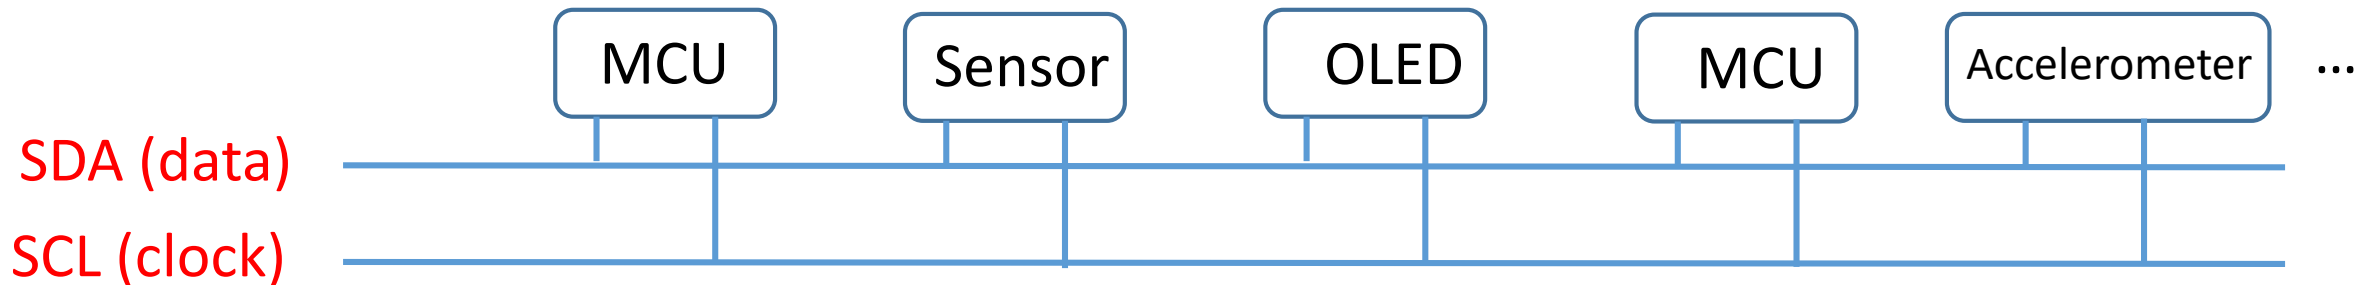 MCU Sensor OLED MCU Accelerometer ...
SDA (data)
SCL (clock)